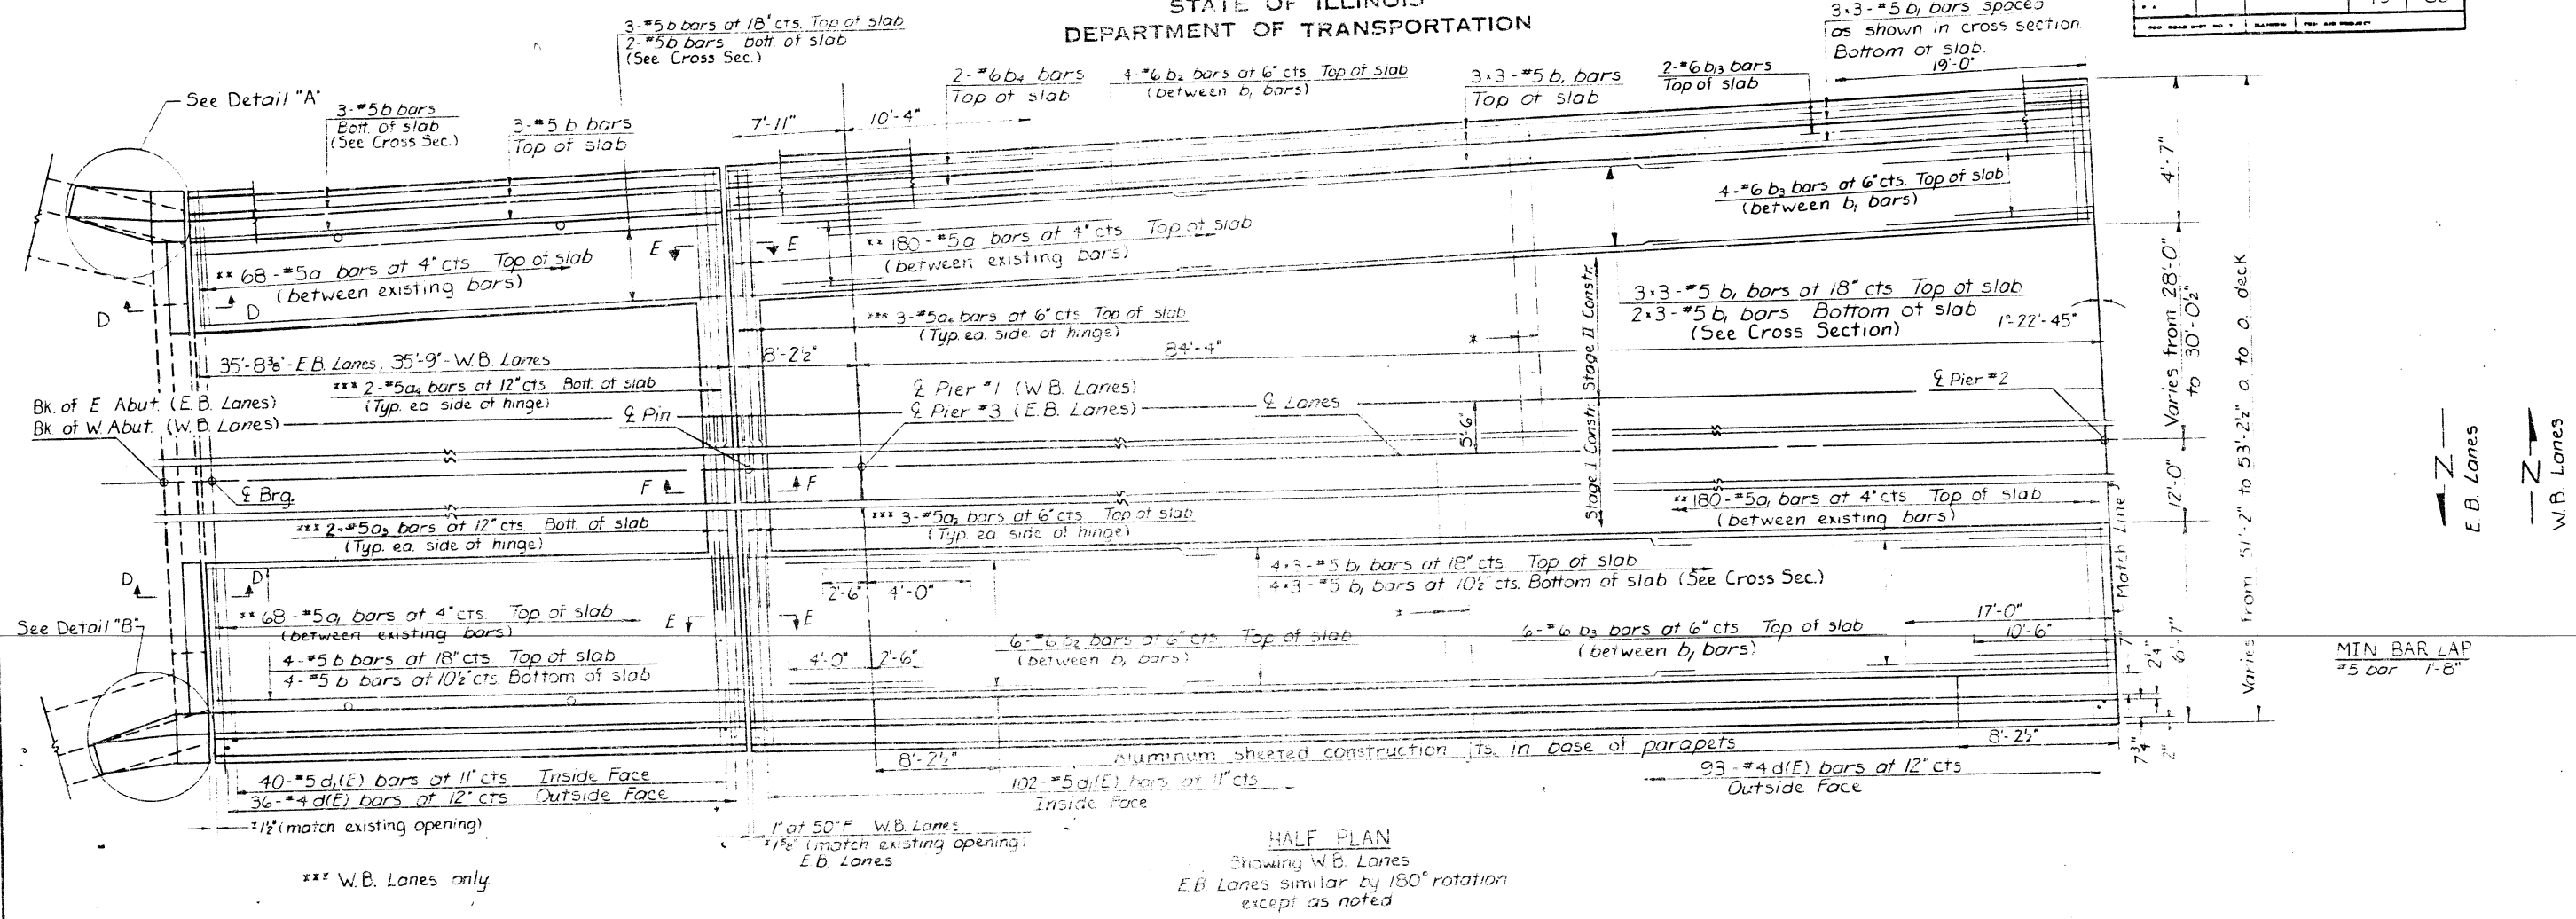 STATE OF ILLINOIS
DEPARTMENT OF TRANSPORTATION
3-#5 b bars at 18" cts. Top of slab
2-#5 b bars Bott. of slab
(See Cross Sec.)
3×3-#5 b₁ bars spaced
as shown in cross section.
Bottom of slab.
19'-0"
See Detail "A"
3-#5 b bars
Bott. of slab
(See Cross Sec.)
3-#5 b bars
Top of slab
7'-11"
10'-4"
2-#6 b₄ bars
Top of slab
4-#6 b₂ bars at 6" cts. Top of slab
(between b₁ bars)
3×3-#5 b₁ bars
Top of slab
2-#6 b₁₃ bars
Top of slab
4'-7"
4-#6 b₃ bars at 6" cts. Top of slab
(between b₁ bars)
** 68-#5a bars at 4" cts Top of slab
(between existing bars)
E
E
** 180-#5a bars at 4" cts Top of slab
(between existing bars)
D
D
*** 3-#5a₄ bars at 6" cts Top of slab
(Typ. ea. side of hinge)
3×3-#5 b₁ bars at 18" cts Top of slab
2×3-#5 b₁ bars Bottom of slab
(See Cross Section)
1°-22'-45"
Varies from 28'-0"
to 30'-0½"
35'-8⅜"-E.B. Lanes, 35'-9"-W.B. Lanes
8'-2½"
84'-4"
*
*** 2-#5a₅ bars at 12" cts. Bott. of slab
(Typ. ea side of hinge)
Bk. of E. Abut. (E.B. Lanes)
Bk. of W. Abut. (W.B. Lanes)
℄ Pin
℄ Pier #1 (W.B. Lanes)
℄ Pier #3 (E.B. Lanes)
℄ Lanes
℄ Pier #2
Stage I Constr. Stage II Constr.
5'-6"
℄ Brg.
F
F
*** 2-#5a₃ bars at 12" cts. Bott. of slab
(Typ. ea. side of hinge)
*** 3-#5a₂ bars at 6" cts Top of slab
(Typ. ea. side of hinge)
** 180-#5a₁ bars at 4" cts Top of slab
(between existing bars)
12'-0"
Varies from 51'-2" to 53'-2½" o. to o. deck
N
E.B. Lanes
N
W.B. Lanes
Match Line
D
D
2'-6"
4'-0"
4×3-#5 b₁ bars at 18" cts Top of slab
4×3-#5 b₁ bars at 10½" cts. Bottom of slab (See Cross Sec.)
*
17'-0"
10'-6"
See Detail "B"
** 68-#5a₁ bars at 4" cts. Top of slab
(between existing bars)
E
E
4-#5 b bars at 18" cts Top of slab
4-#5 b bars at 10½" cts. Bottom of slab
4'-0"
2'-6"
6-#6 b₂ bars at 6" cts Top of slab
(between b₁ bars)
6-#6 b₃ bars at 6" cts. Top of slab
(between b₁ bars)
7"
2'-4"
6'-7"
MIN BAR LAP
#5 bar 1'-8"
8'-2½"
Aluminum sheeted construction jts. in base of parapets
8'-2½"
7¾"
2"
40-#5 d₁(E) bars at 11" cts Inside Face
36-#4 d(E) bars at 12" cts Outside Face
102-#5 d₁(E) bars at 11" cts
Inside Face
93-#4 d(E) bars at 12" cts
Outside Face
±1½" (match existing opening)
1" at 50°F W.B. Lanes
±1⅝" (match existing opening)
E.B. Lanes
*** W.B. Lanes only.
HALF PLAN
Showing W.B. Lanes
E.B. Lanes similar by 180° rotation
except as noted